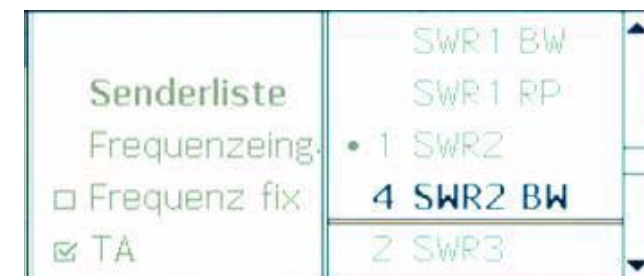 Senderliste
Frequenzeing.
Frequenz fix
TA
SWR1 BW
SWR1 RP
• 1 SWR2
4 SWR2 BW
2 SWR3